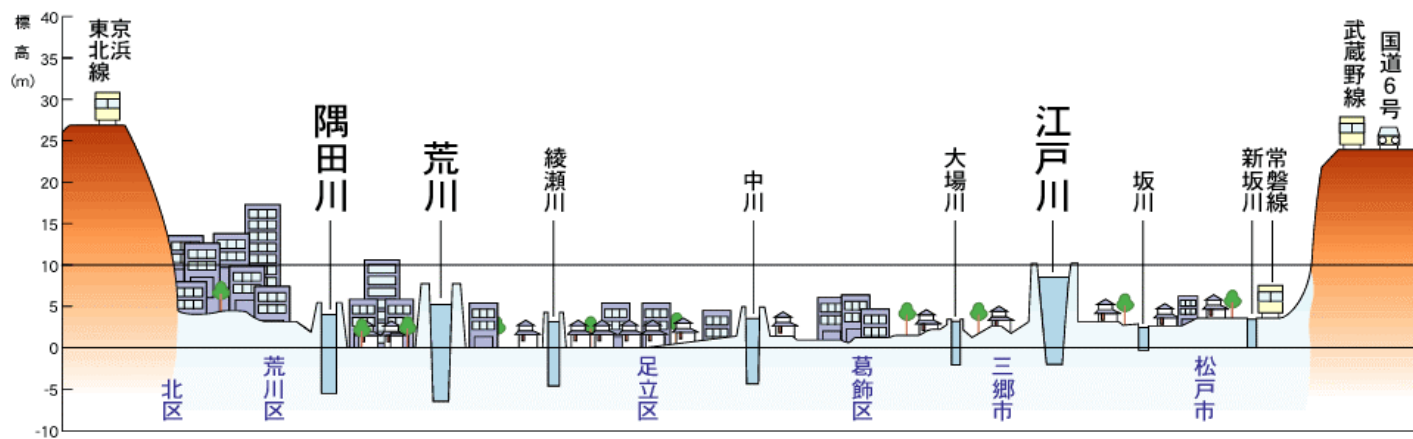 標高(m)
40
35
30
25
20
15
10
5
0
-5
-10
京浜
東北線
隅田川
荒川
綾瀬川
中川
大場川
江戸川
坂川
新坂川
常磐線
武蔵野線
国道6号
北区
荒川区
足立区
葛飾区
三郷市
松戸市